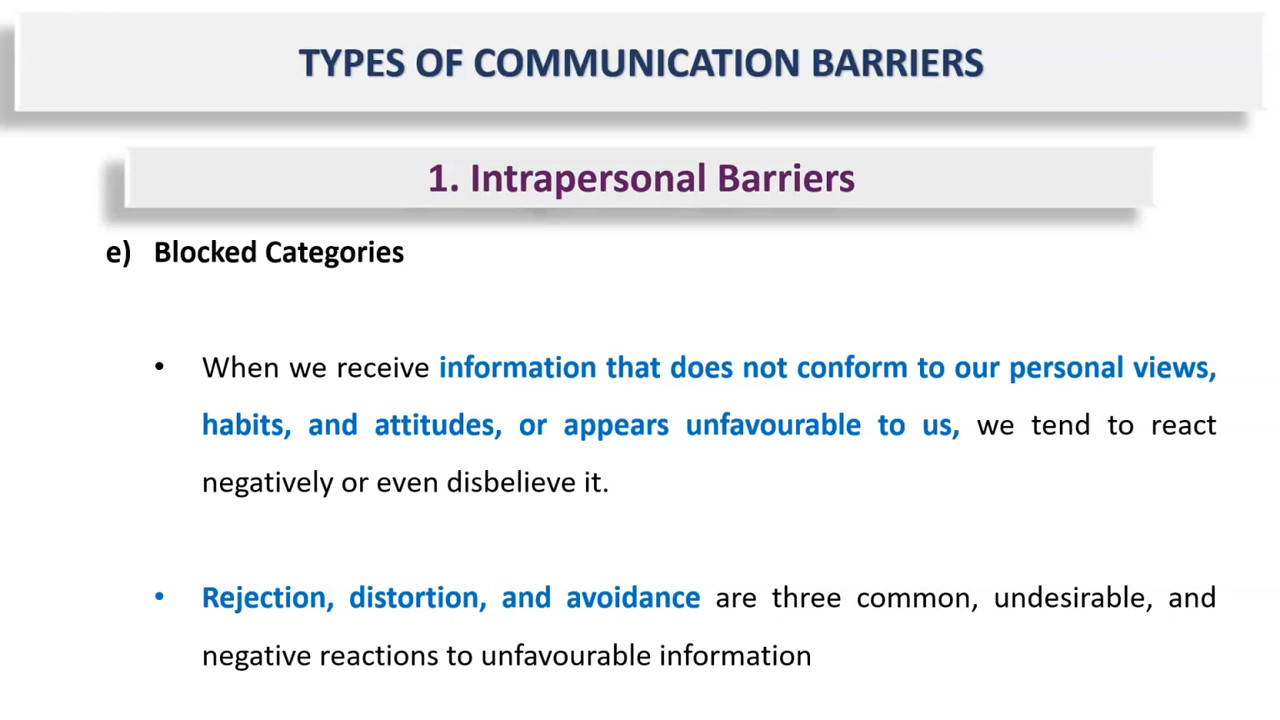 TYPES OF COMMUNICATION BARRIERS
1. Intrapersonal Barriers
e) Blocked Categories
• When we receive information that does not conform to our personal views,
habits, and attitudes, or appears unfavourable to us, we tend to react
negatively or even disbelieve it.
• Rejection, distortion, and avoidance are three common, undesirable, and
negative reactions to unfavourable information